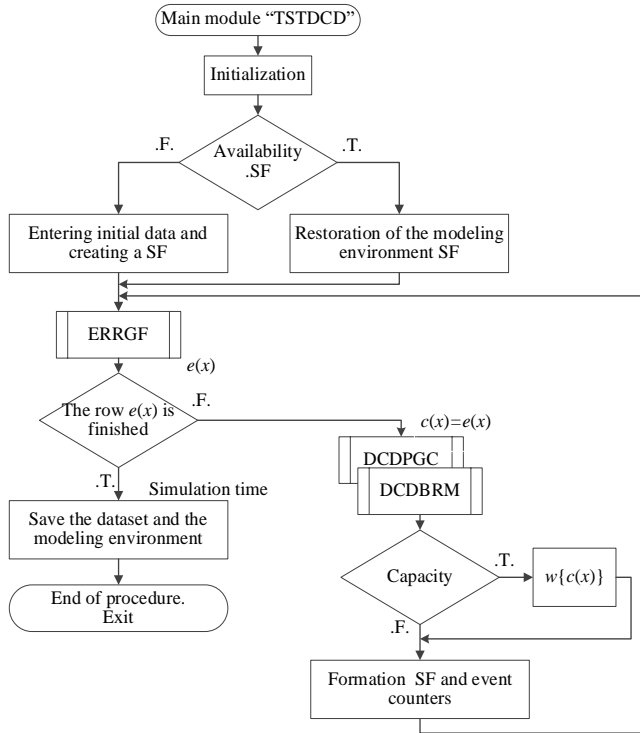 Main module “TSTDCD”
Initialization
.F.
Availability
.SF
.T.
Entering initial data and
creating a SF
Restoration of the modeling
environment SF
ERRGF
e(x)
The row e(x) is
finished
.F.
c(x)=e(x)
DCDPGC
DCDBRM
.T.
Simulation time
Save the dataset and the
modeling environment
End of procedure.
Exit
Capacity
.T.
w{c(x)}
.F.
Formation SF and event
counters